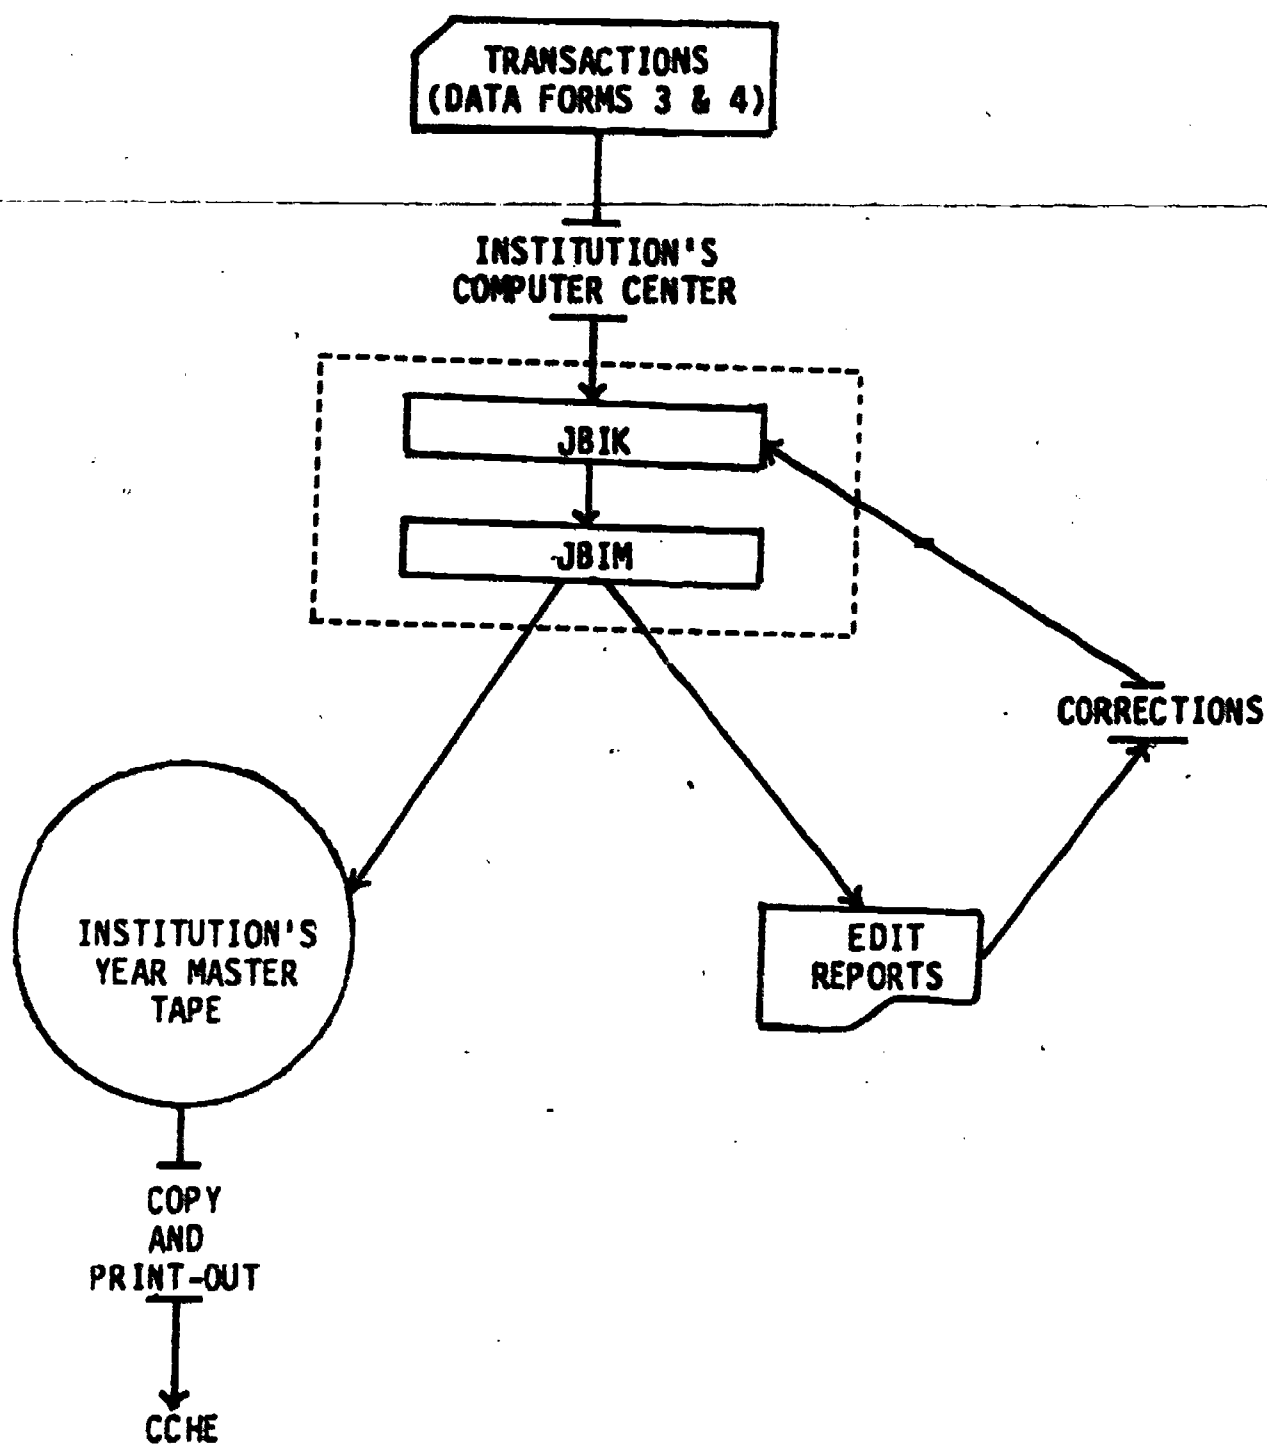 TRANSACTIONS
(DATA FORMS 3 & 4)
INSTITUTION'S
COMPUTER CENTER
JBIK
JBIM
CORRECTIONS
INSTITUTION'S
YEAR MASTER
TAPE
EDIT
REPORTS
COPY
AND
PRINT-OUT
CCHE